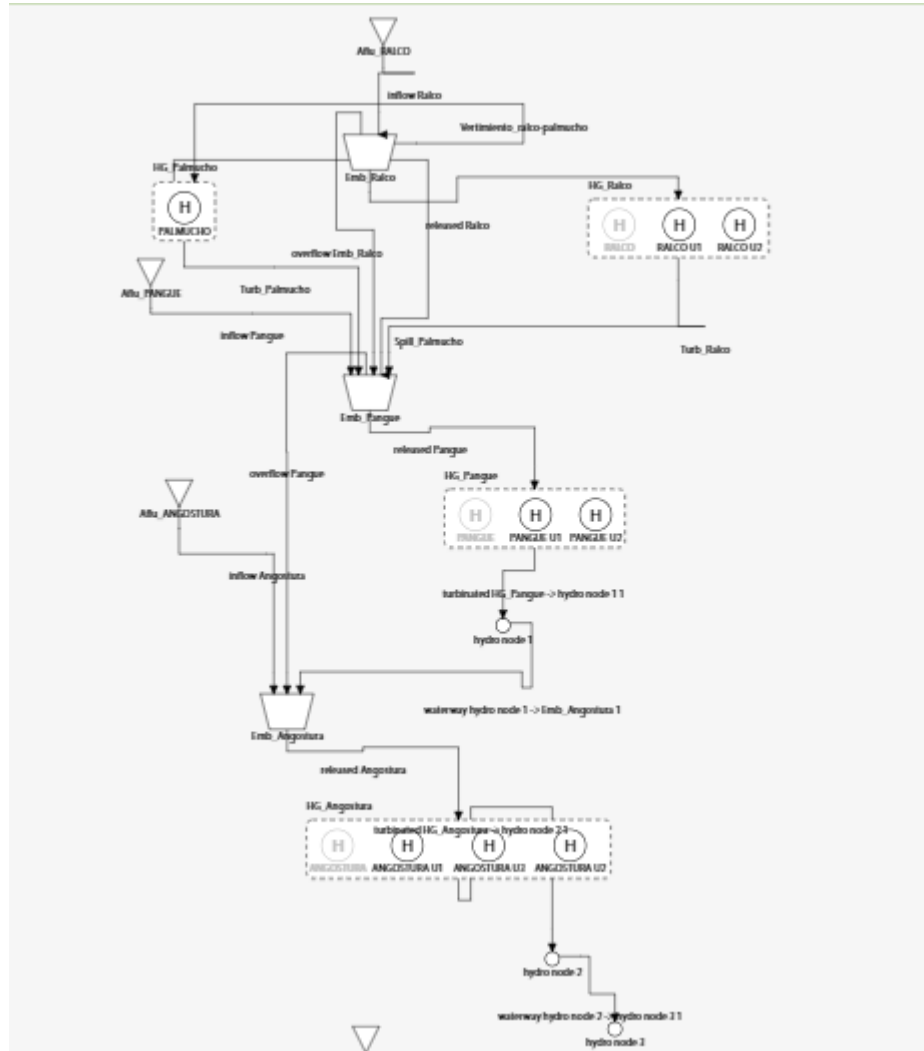 Aflu_RALCO
inflow Ralco
Vertimiento_ralco-palmucho
HG_Palmucho
Emb_Ralco
HG_Ralco
H
PALMUCHO
released Ralco
H
RALCO
H
RALCO U1
H
RALCO U2
overflow Emb_Ralco
Aflu_PANGUE
Turb_Palmucho
inflow Pangue
Spill_Palmucho
Turb_Ralco
Emb_Pangue
released Pangue
overflow Pangue
HG_Pangue
Aflu_ANGOSTURA
H
PANGUE
H
PANGUE U1
H
PANGUE U2
inflow Angostura
turbinated HG_Pangue -> hydro node 1 1
hydro node 1
waterway hydro node 1 -> Emb_Angostura 1
Emb_Angostura
released Angostura
HG_Angostura
turbinated HG_Angostura -> hydro node 2 1
H
ANGOSTURA
H
ANGOSTURA U1
H
ANGOSTURA U3
H
ANGOSTURA U2
hydro node 2
waterway hydro node 2 -> hydro node 3 1
hydro node 3